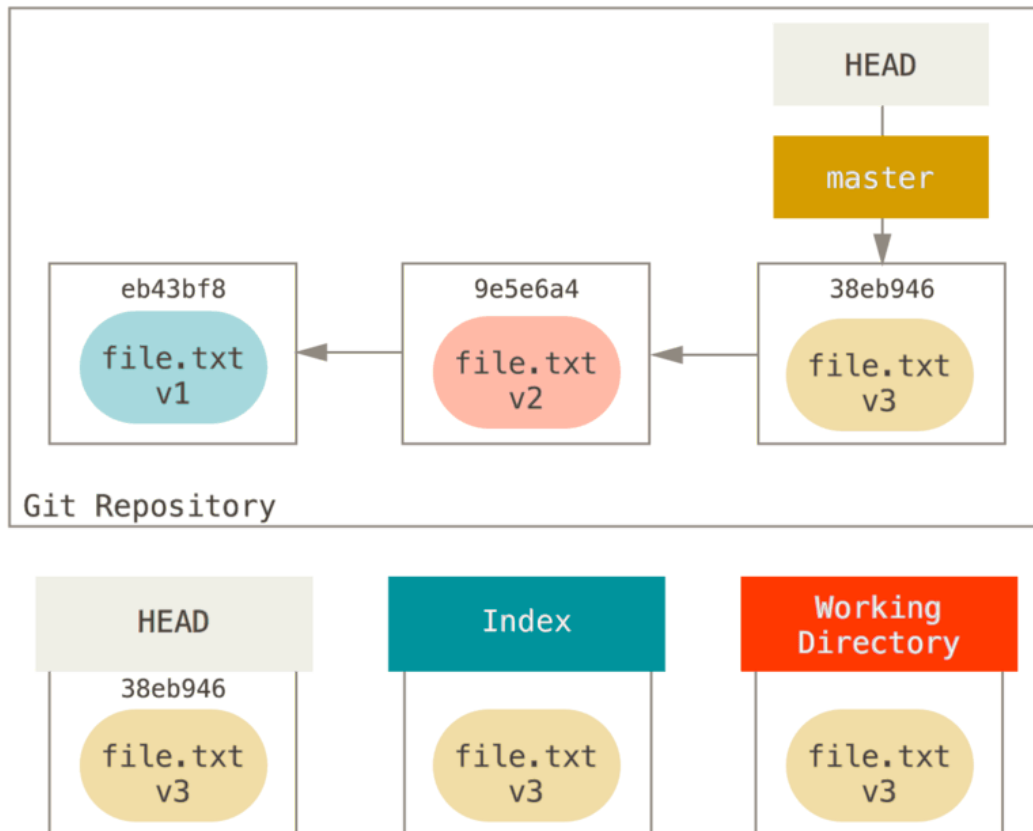 HEAD
master
eb43bf8
file.txt
v1
9e5e6a4
file.txt
v2
38eb946
file.txt
v3
Git Repository
HEAD
38eb946
file.txt
v3
Index
file.txt
v3
Working
Directory
file.txt
v3